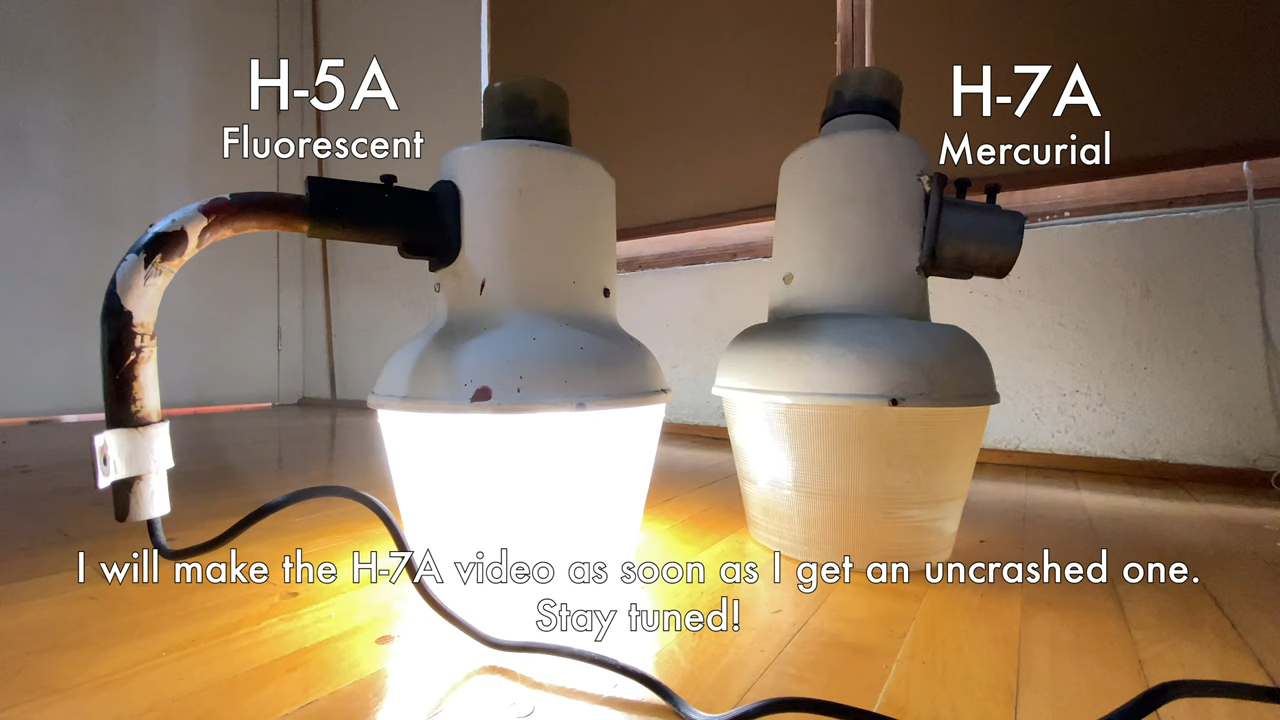 H-5A
Fluorescent
H-7A
Mercurial
I will make the H-7A video as soon as I get an uncrashed one.
Stay tuned!